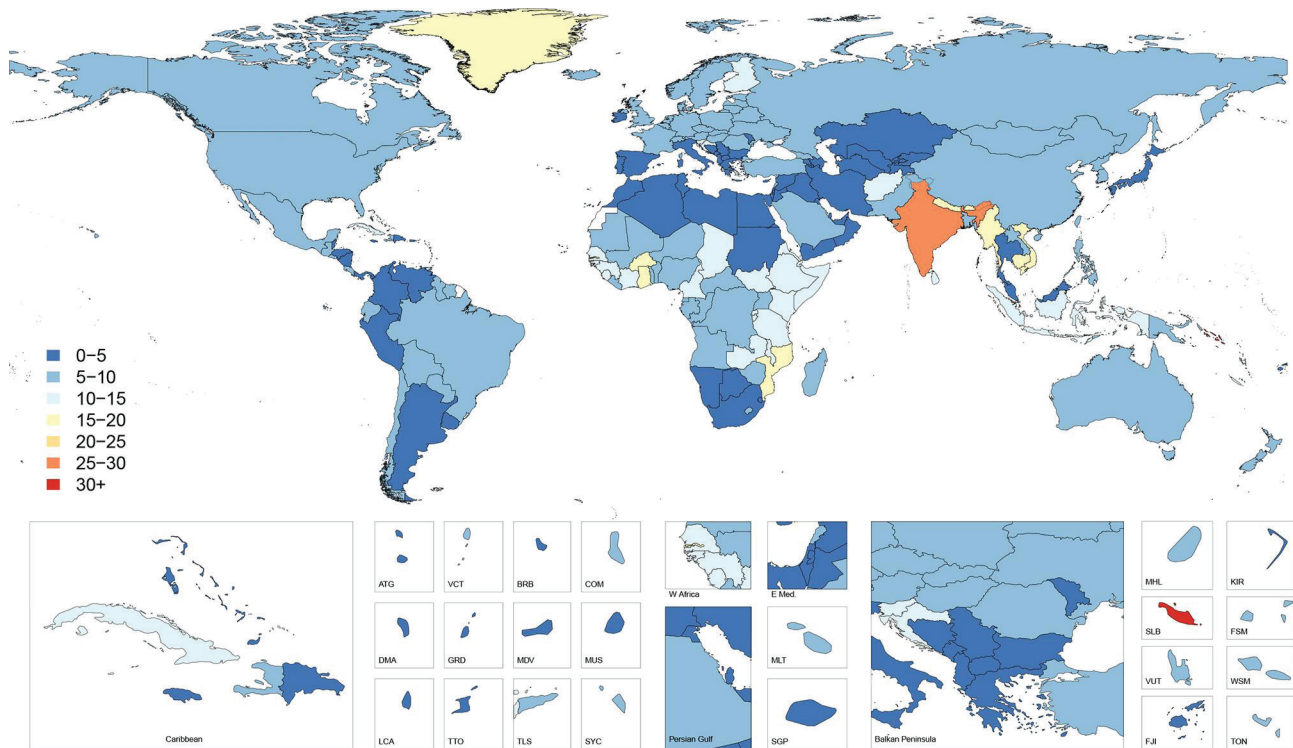 0−5
5−10
10−15
15−20
20−25
25−30
30+
Caribbean
ATG
VCT
BRB
COM
DMA
GRD
MDV
MUS
LCA
TTO
TLS
SYC
W Africa
E Med.
Persian Gulf
MLT
SGP
Balkan Peninsula
MHL
KIR
SLB
FSM
VUT
WSM
FJI
TON